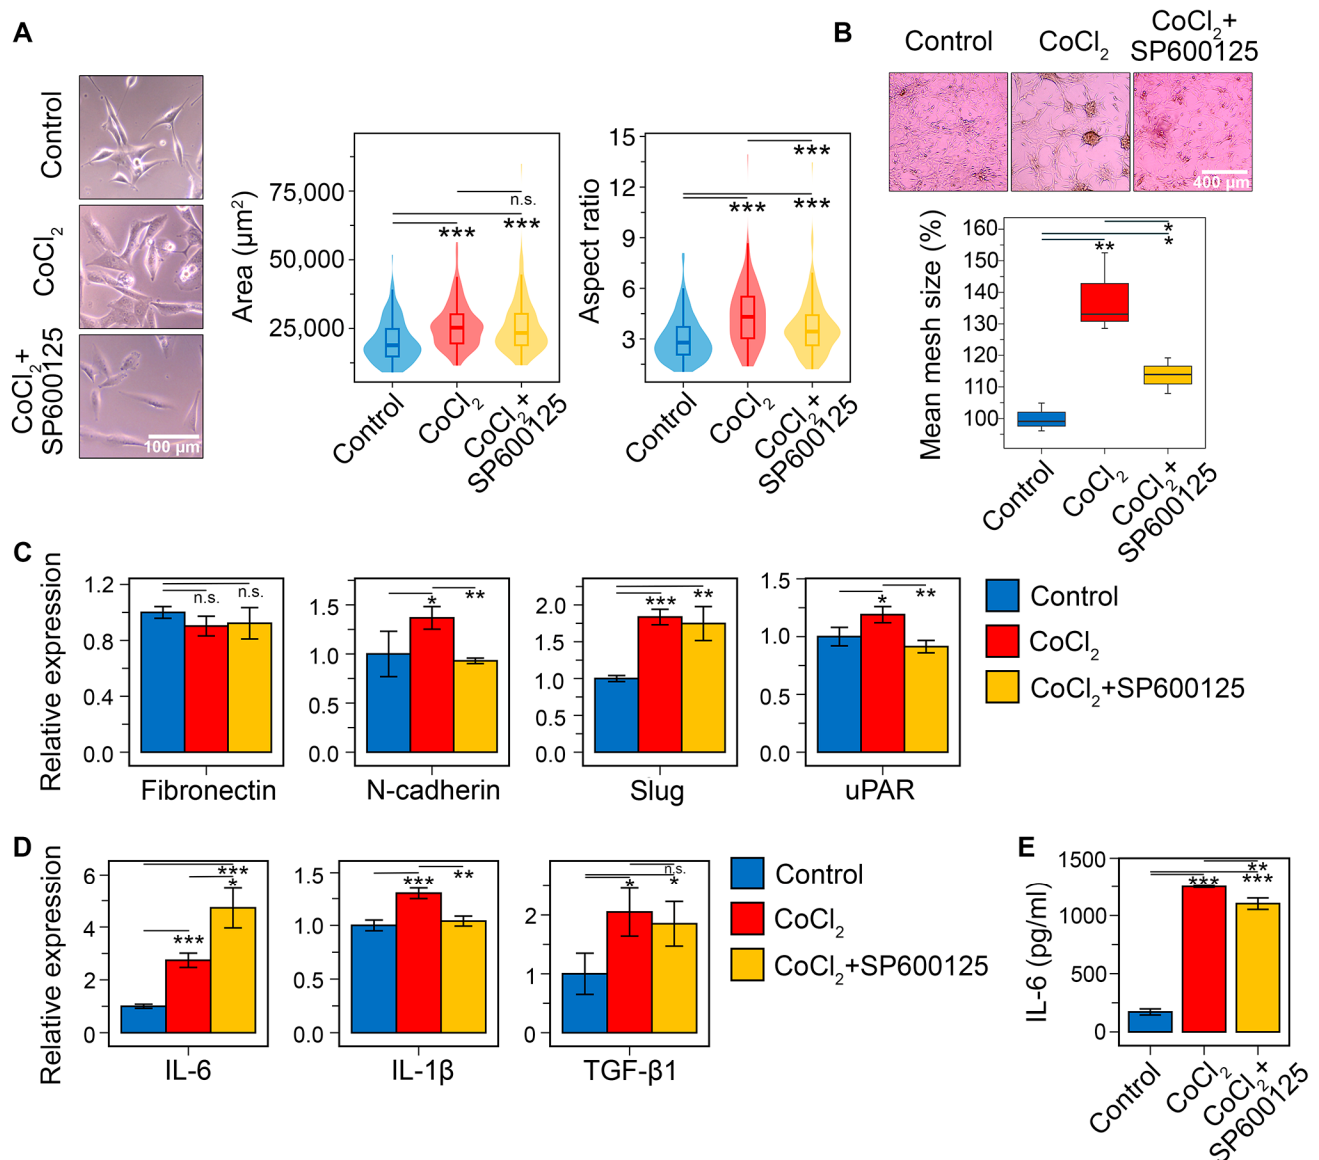 A
Control
CoCl2
CoCl2+
SP600125
100 µm
Area (µm2)
75,000
50,000
25,000
n.s.
***
***
Control
CoCl2
CoCl2+
SP600125
Aspect ratio
15
12
9
6
3
***
***
***
Control
CoCl2
CoCl2+
SP600125
B
Control
CoCl2
CoCl2+
SP600125
400 µm
Mean mesh size (%)
160
150
140
130
120
110
100
**
*
*
Control
CoCl2
CoCl2+
SP600125
C
Relative expression
1.2
0.8
0.4
0.0
n.s.
n.s.
Fibronectin
1.5
1.0
0.5
0.0
*
**
N-cadherin
2.0
1.5
1.0
0.5
0.0
***
**
Slug
1.5
1.0
0.5
0.0
*
**
uPAR
Control
CoCl2
CoCl2+SP600125
D
Relative expression
6
4
2
0
***
***
*
IL-6
1.5
1.0
0.5
0.0
***
**
IL-1β
2
1
0
n.s.
*
*
TGF-β1
Control
CoCl2
CoCl2+SP600125
E
IL-6 (pg/ml)
1500
1000
500
0
**
***
***
Control
CoCl2
CoCl2+
SP600125